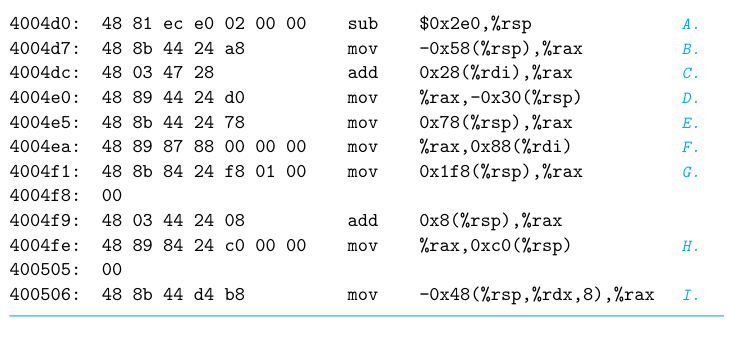 4004d0: 48 81 ec e0 02 00 00 sub $0x2e0,%rsp A.
4004d7: 48 8b 44 24 a8 mov -0x58(%rsp),%rax B.
4004dc: 48 03 47 28 add 0x28(%rdi),%rax C.
4004e0: 48 89 44 24 d0 mov %rax,-0x30(%rsp) D.
4004e5: 48 8b 44 24 78 mov 0x78(%rsp),%rax E.
4004ea: 48 89 87 88 00 00 00 mov %rax,0x88(%rdi) F.
4004f1: 48 8b 84 24 f8 01 00 mov 0x1f8(%rsp),%rax G.
4004f8: 00
4004f9: 48 03 44 24 08 add 0x8(%rsp),%rax
4004fe: 48 89 84 24 c0 00 00 mov %rax,0xc0(%rsp) H.
400505: 00
400506: 48 8b 44 d4 b8 mov -0x48(%rsp,%rdx,8),%rax I.